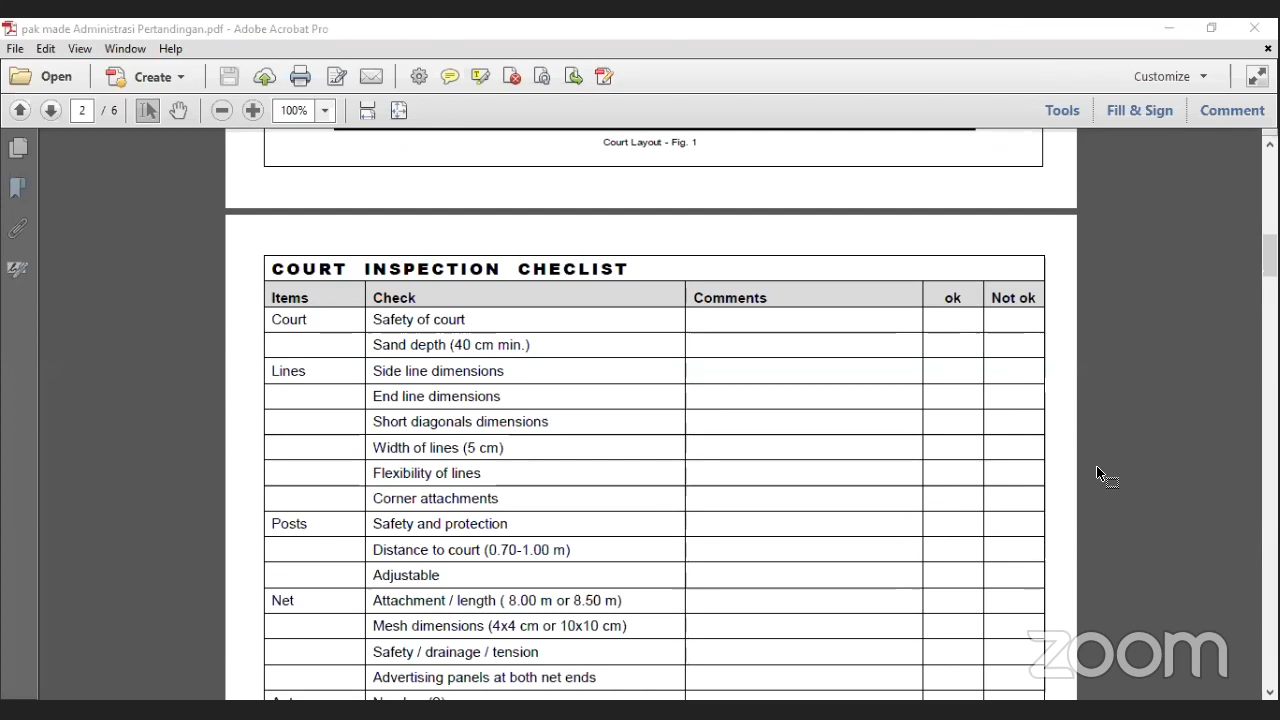 pak made Administrasi Pertandingan.pdf - Adobe Acrobat Pro
File Edit View Window Help
Open Create Customize
2 / 6 100% Tools Fill & Sign Comment
Court Layout - Fig. 1
COURT INSPECTION CHECLIST
Items Check Comments ok Not ok
Court Safety of court
Sand depth (40 cm min.)
Lines Side line dimensions
End line dimensions
Short diagonals dimensions
Width of lines (5 cm)
Flexibility of lines
Corner attachments
Posts Safety and protection
Distance to court (0.70-1.00 m)
Adjustable
Net Attachment / length ( 8.00 m or 8.50 m)
Mesh dimensions (4x4 cm or 10x10 cm)
Safety / drainage / tension
Advertising panels at both net ends
zoom